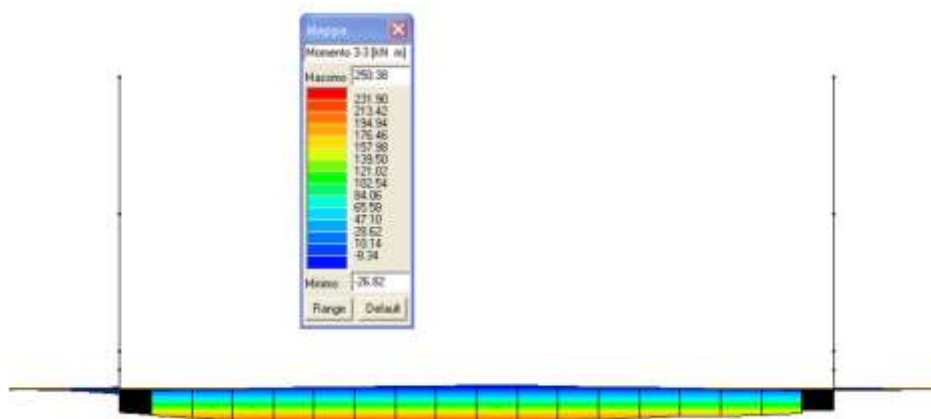 Mappa
Momento 3-3 [kN m]
Massimo 250.38
231.90
213.42
194.94
176.46
157.98
139.50
121.02
102.54
84.06
65.58
47.10
28.62
10.14
-8.34
Minimo -26.82
Range Default